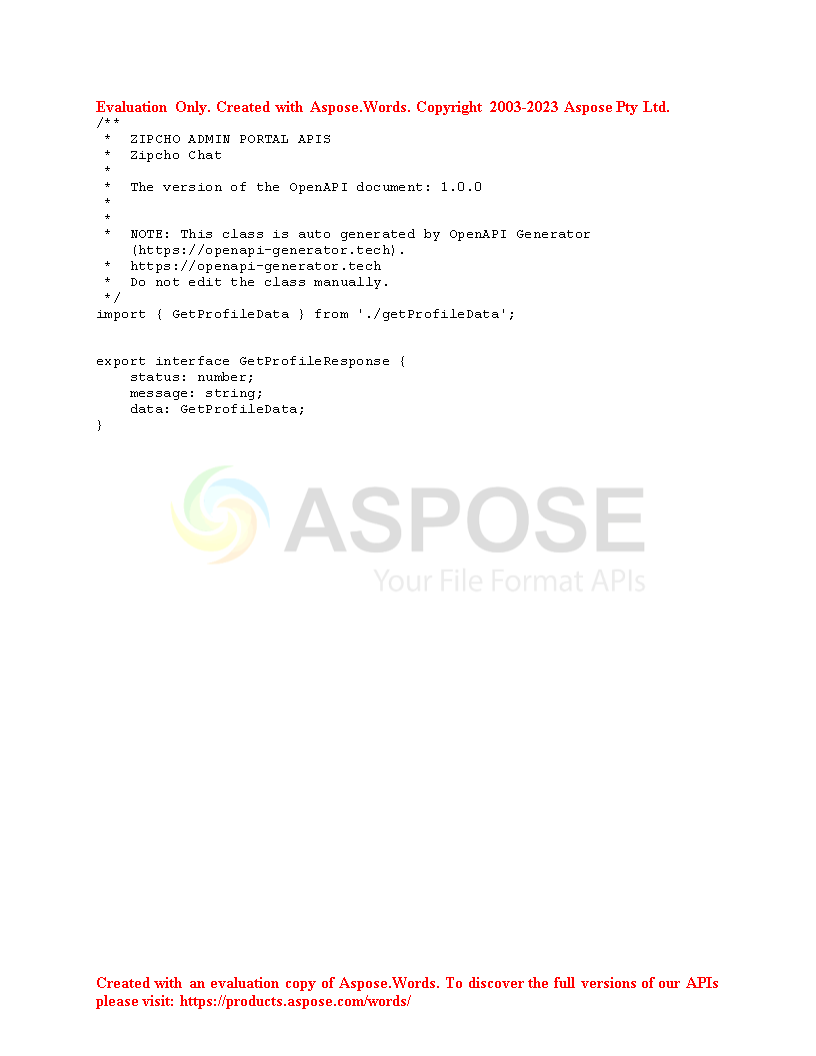 Evaluation Only. Created with Aspose.Words. Copyright 2003-2023 Aspose Pty Ltd.
/**
 *  ZIPCHO ADMIN PORTAL APIS
 *  Zipcho Chat
 *
 *  The version of the OpenAPI document: 1.0.0
 *
 *
 *  NOTE: This class is auto generated by OpenAPI Generator
    (https://openapi-generator.tech).
 *  https://openapi-generator.tech
 *  Do not edit the class manually.
 */
import { GetProfileData } from './getProfileData';
export interface GetProfileResponse {
    status: number;
    message: string;
    data: GetProfileData;
}
ASPOSE
Your File Format APIs
Created with an evaluation copy of Aspose.Words. To discover the full versions of our APIs
please visit: https://products.aspose.com/words/